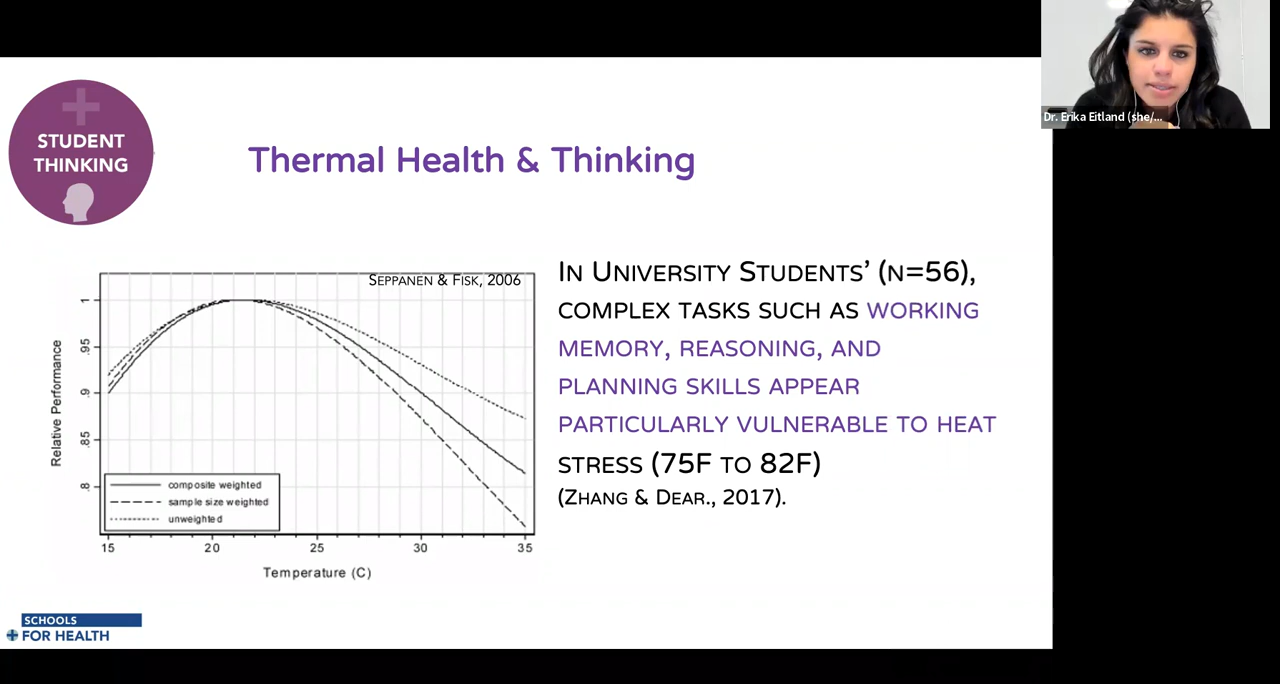 Dr. Erika Eitland (she/...
STUDENT
THINKING
Thermal Health & Thinking
SEPPANEN & FISK, 2006
1
.95
.9
.85
.8
Relative Performance
composite weighted
sample size weighted
unweighted
15 20 25 30 35
Temperature (C)
IN UNIVERSITY STUDENTS’ (N=56),
COMPLEX TASKS SUCH AS WORKING
MEMORY, REASONING, AND
PLANNING SKILLS APPEAR
PARTICULARLY VULNERABLE TO HEAT
STRESS (75F TO 82F)
(ZHANG & DEAR., 2017).
SCHOOLS
FOR HEALTH